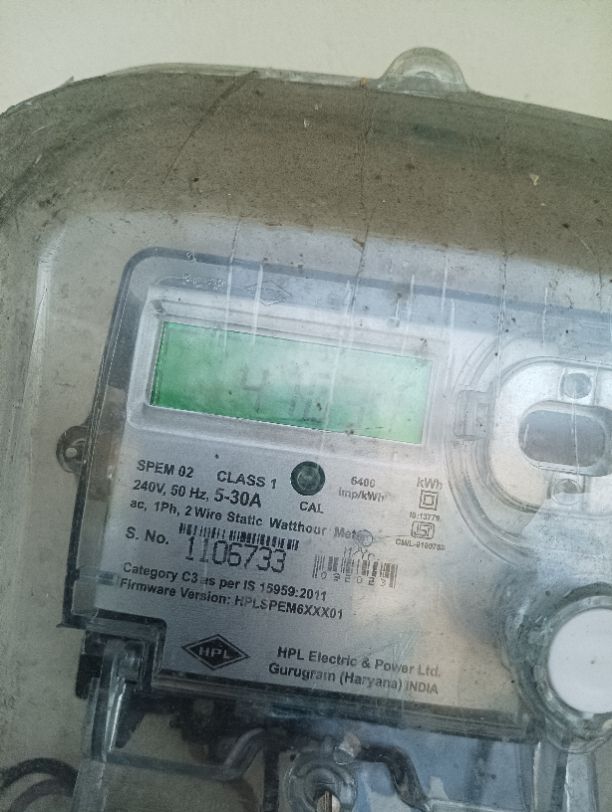 SPEM 02 CLASS 1 6400 kWh
240V, 50 Hz, 5-30A CAL imp/kWh
ac, 1Ph, 2 Wire Static Watthour Meter
IS:13779
S. No. 1106733
Category C3 as per IS 15959:2011
Firmware Version: HPLSPEM6XXX01
HPL
HPL Electric & Power Ltd.
Gurugram (Haryana) INDIA